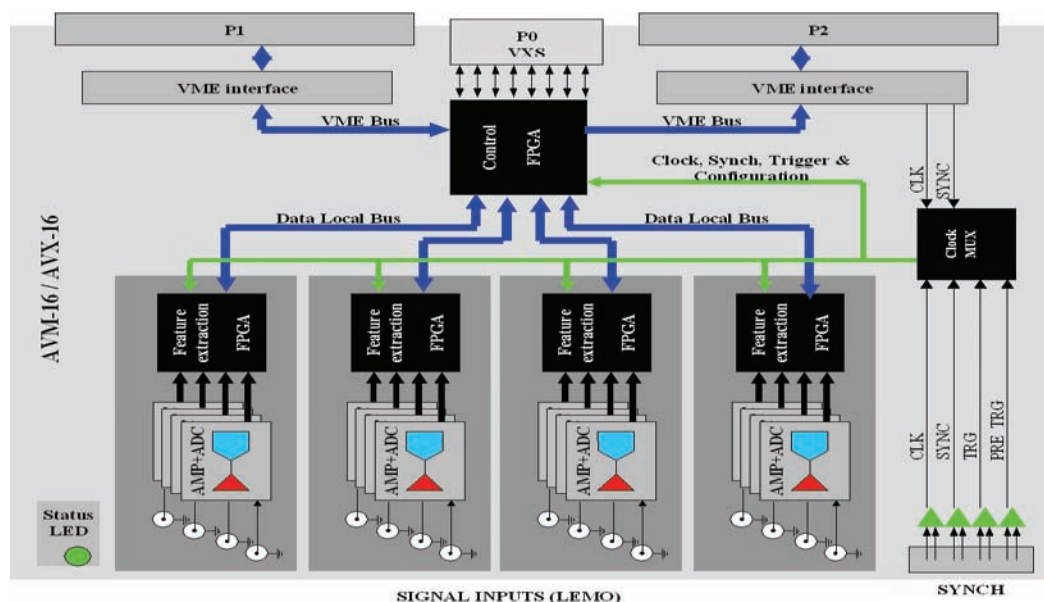 P1
P0
VXS
P2
VME interface
VME interface
VME Bus
VME Bus
Control
FPGA
Clock, Synch, Trigger &
Configuration
CLK
SYNC
Data Local Bus
Data Local Bus
Clock
MUX
AVM-16 / AVX-16
Feature
extraction
FPGA
Feature
extraction
FPGA
Feature
extraction
FPGA
Feature
extraction
FPGA
AMP+ADC
AMP+ADC
AMP+ADC
AMP+ADC
CLK
SYNC
TRG
PRE TRG
Status
LED
SYNCH
SIGNAL INPUTS (LEMO)